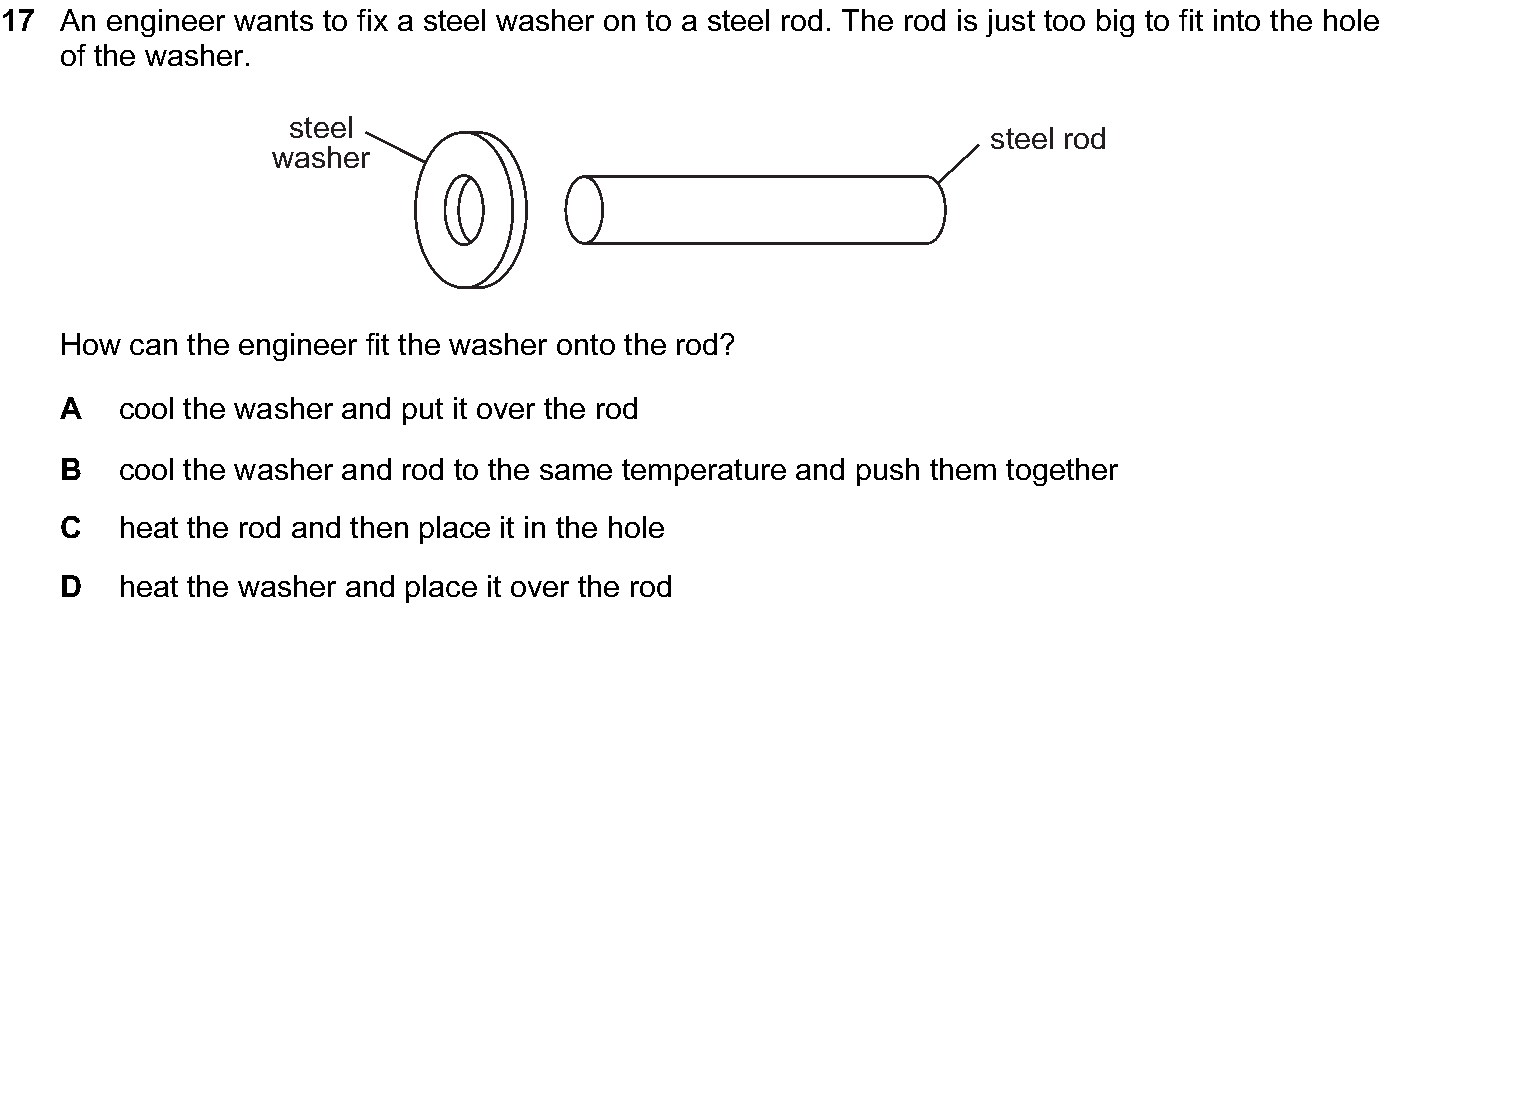 17 An engineer wants to fix a steel washer on to a steel rod. The rod is just too big to fit into the hole
of the washer.
steel
washer
steel rod
How can the engineer fit the washer onto the rod?
A cool the washer and put it over the rod
B cool the washer and rod to the same temperature and push them together
C heat the rod and then place it in the hole
D heat the washer and place it over the rod